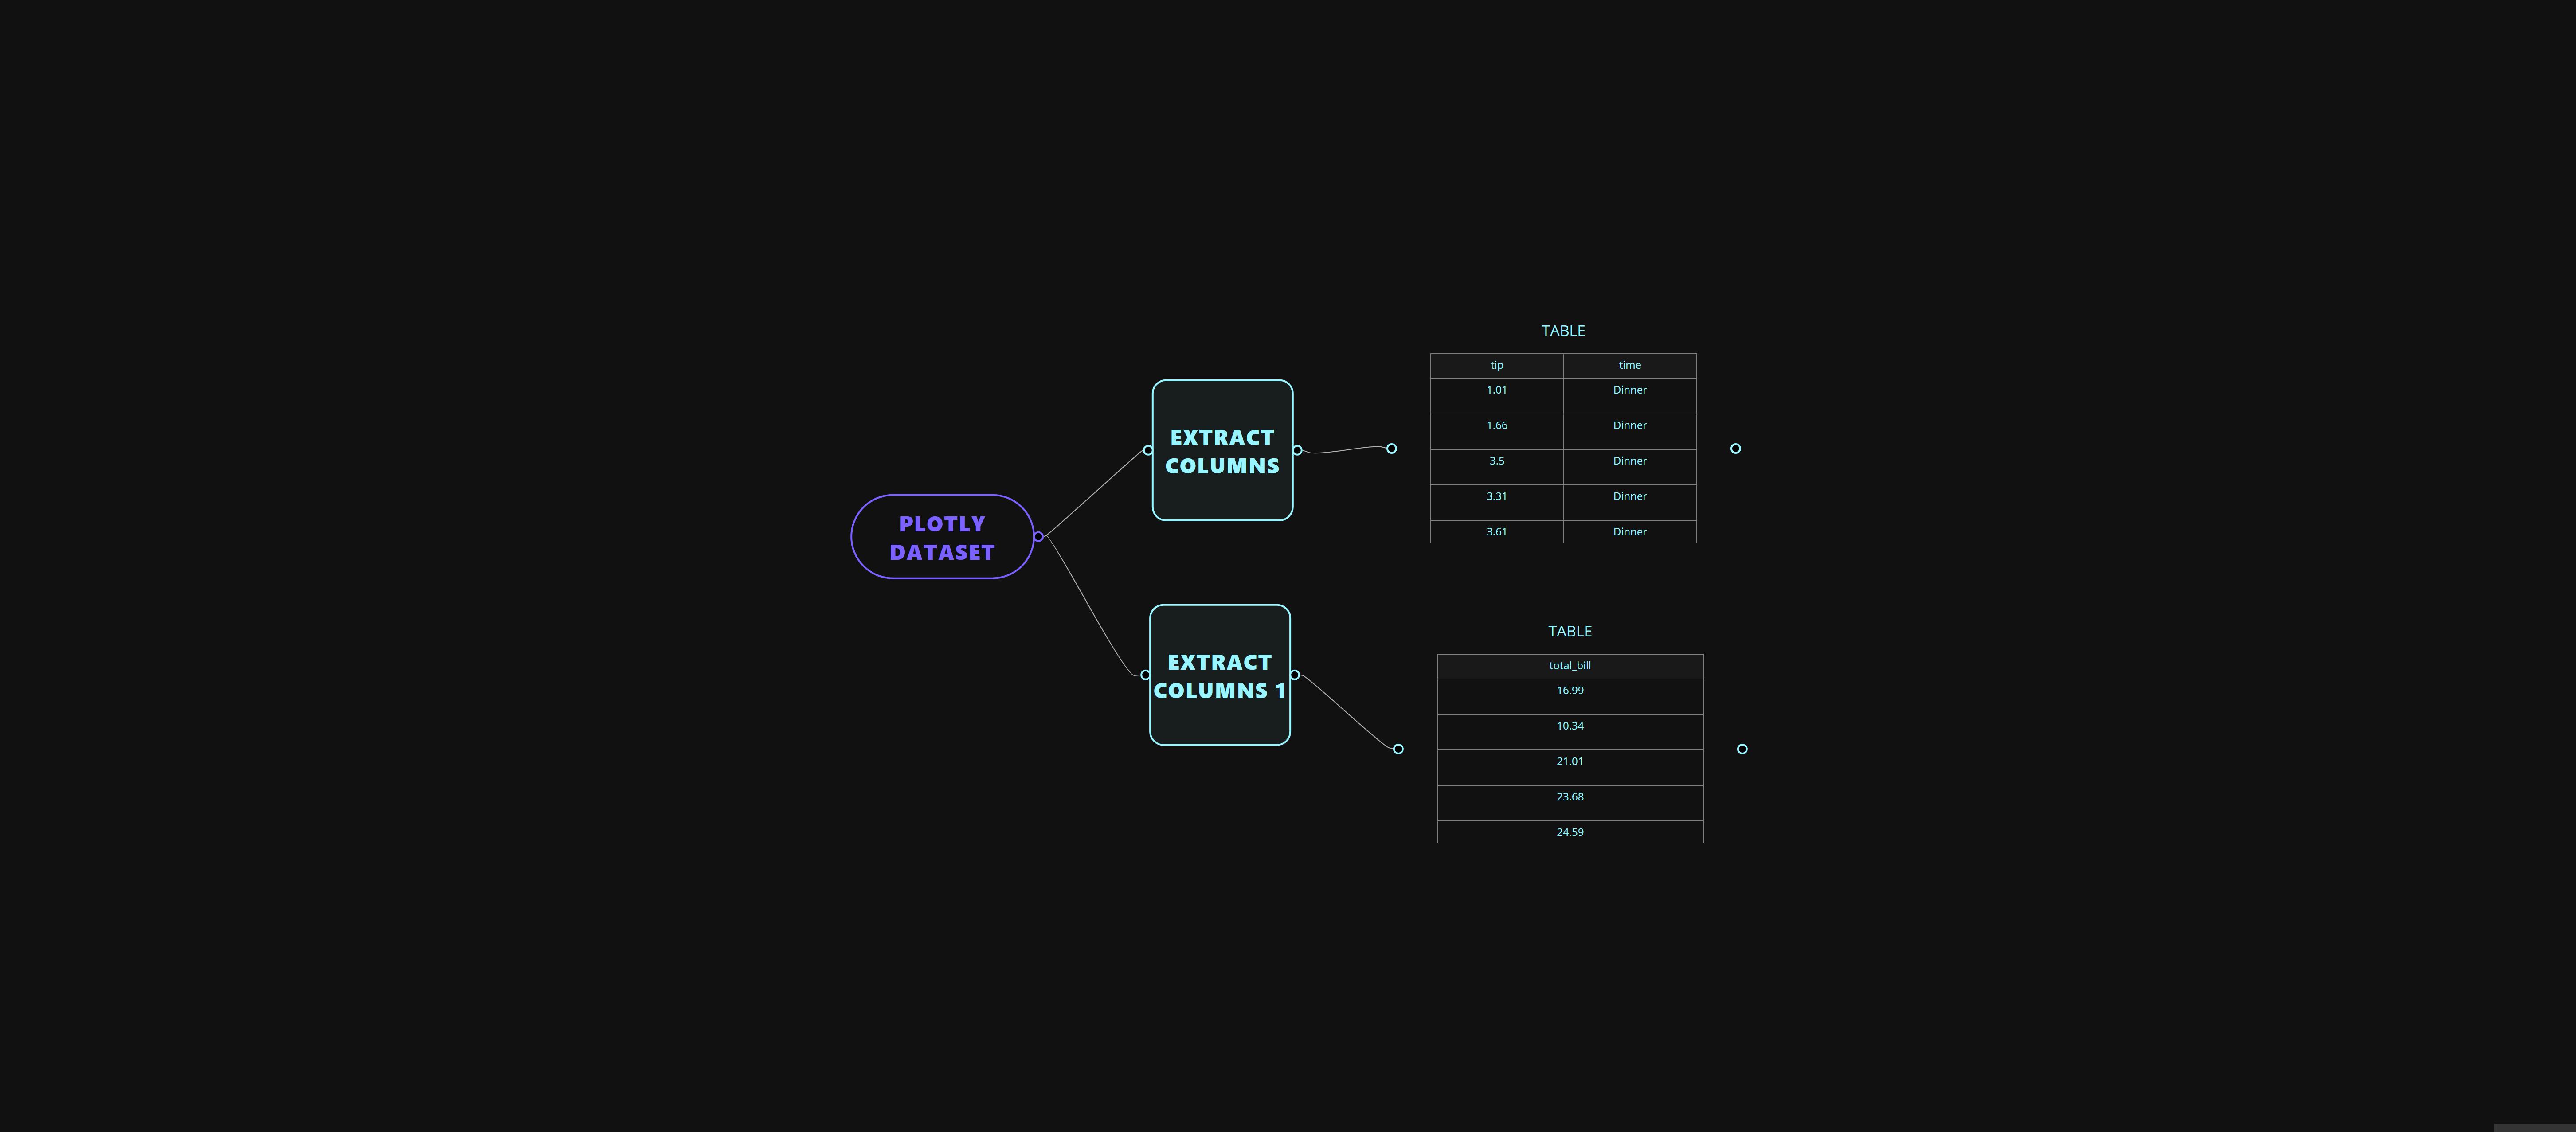 PLOTLY
DATASET
EXTRACT
COLUMNS
EXTRACT
COLUMNS 1
TABLE
tip time
1.01 Dinner
1.66 Dinner
3.5 Dinner
3.31 Dinner
3.61 Dinner
TABLE
total_bill
16.99
10.34
21.01
23.68
24.59